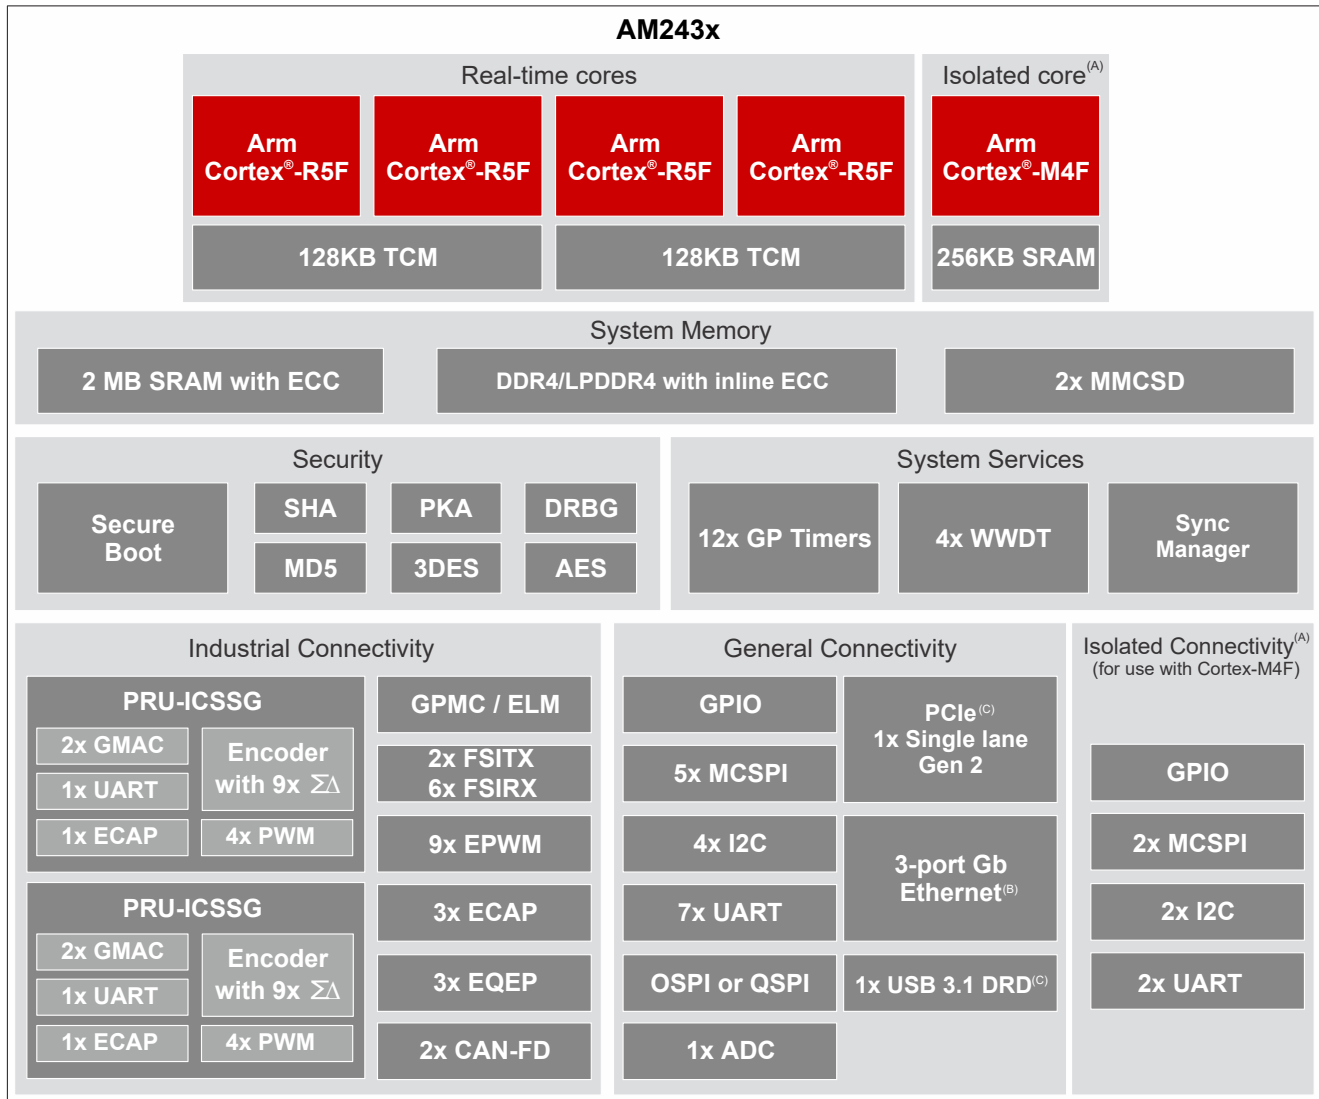 AM243x
Real-time cores
Arm
Cortex®-R5F
Arm
Cortex®-R5F
Arm
Cortex®-R5F
Arm
Cortex®-R5F
128KB TCM
128KB TCM
Isolated core(A)
Arm
Cortex®-M4F
256KB SRAM
System Memory
2 MB SRAM with ECC
DDR4/LPDDR4 with inline ECC
2x MMCSD
Security
Secure
Boot
SHA
PKA
DRBG
MD5
3DES
AES
System Services
12x GP Timers
4x WWDT
Sync
Manager
Industrial Connectivity
PRU-ICSSG
2x GMAC
1x UART
1x ECAP
Encoder
with 9x ΣΔ
4x PWM
PRU-ICSSG
2x GMAC
1x UART
1x ECAP
Encoder
with 9x ΣΔ
4x PWM
GPMC / ELM
2x FSITX
6x FSIRX
9x EPWM
3x ECAP
3x EQEP
2x CAN-FD
General Connectivity
GPIO
5x MCSPI
4x I2C
7x UART
OSPI or QSPI
1x ADC
PCIe(C)
1x Single lane
Gen 2
3-port Gb
Ethernet(B)
1x USB 3.1 DRD(C)
Isolated Connectivity(A)
(for use with Cortex-M4F)
GPIO
2x MCSPI
2x I2C
2x UART